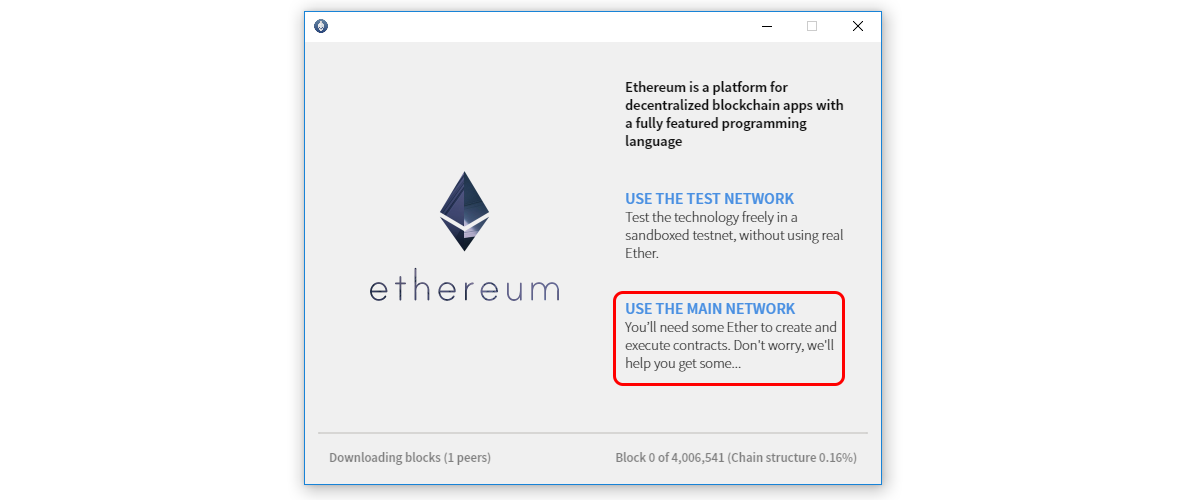 Ethereum is a platform for
decentralized blockchain apps with
a fully featured programming
language
USE THE TEST NETWORK
Test the technology freely in a
sandboxed testnet, without using real
Ether.
ethereum
USE THE MAIN NETWORK
You'll need some Ether to create and
execute contracts. Don't worry, we'll
help you get some...
Downloading blocks (1 peers)
Block 0 of 4,006,541 (Chain structure 0.16%)